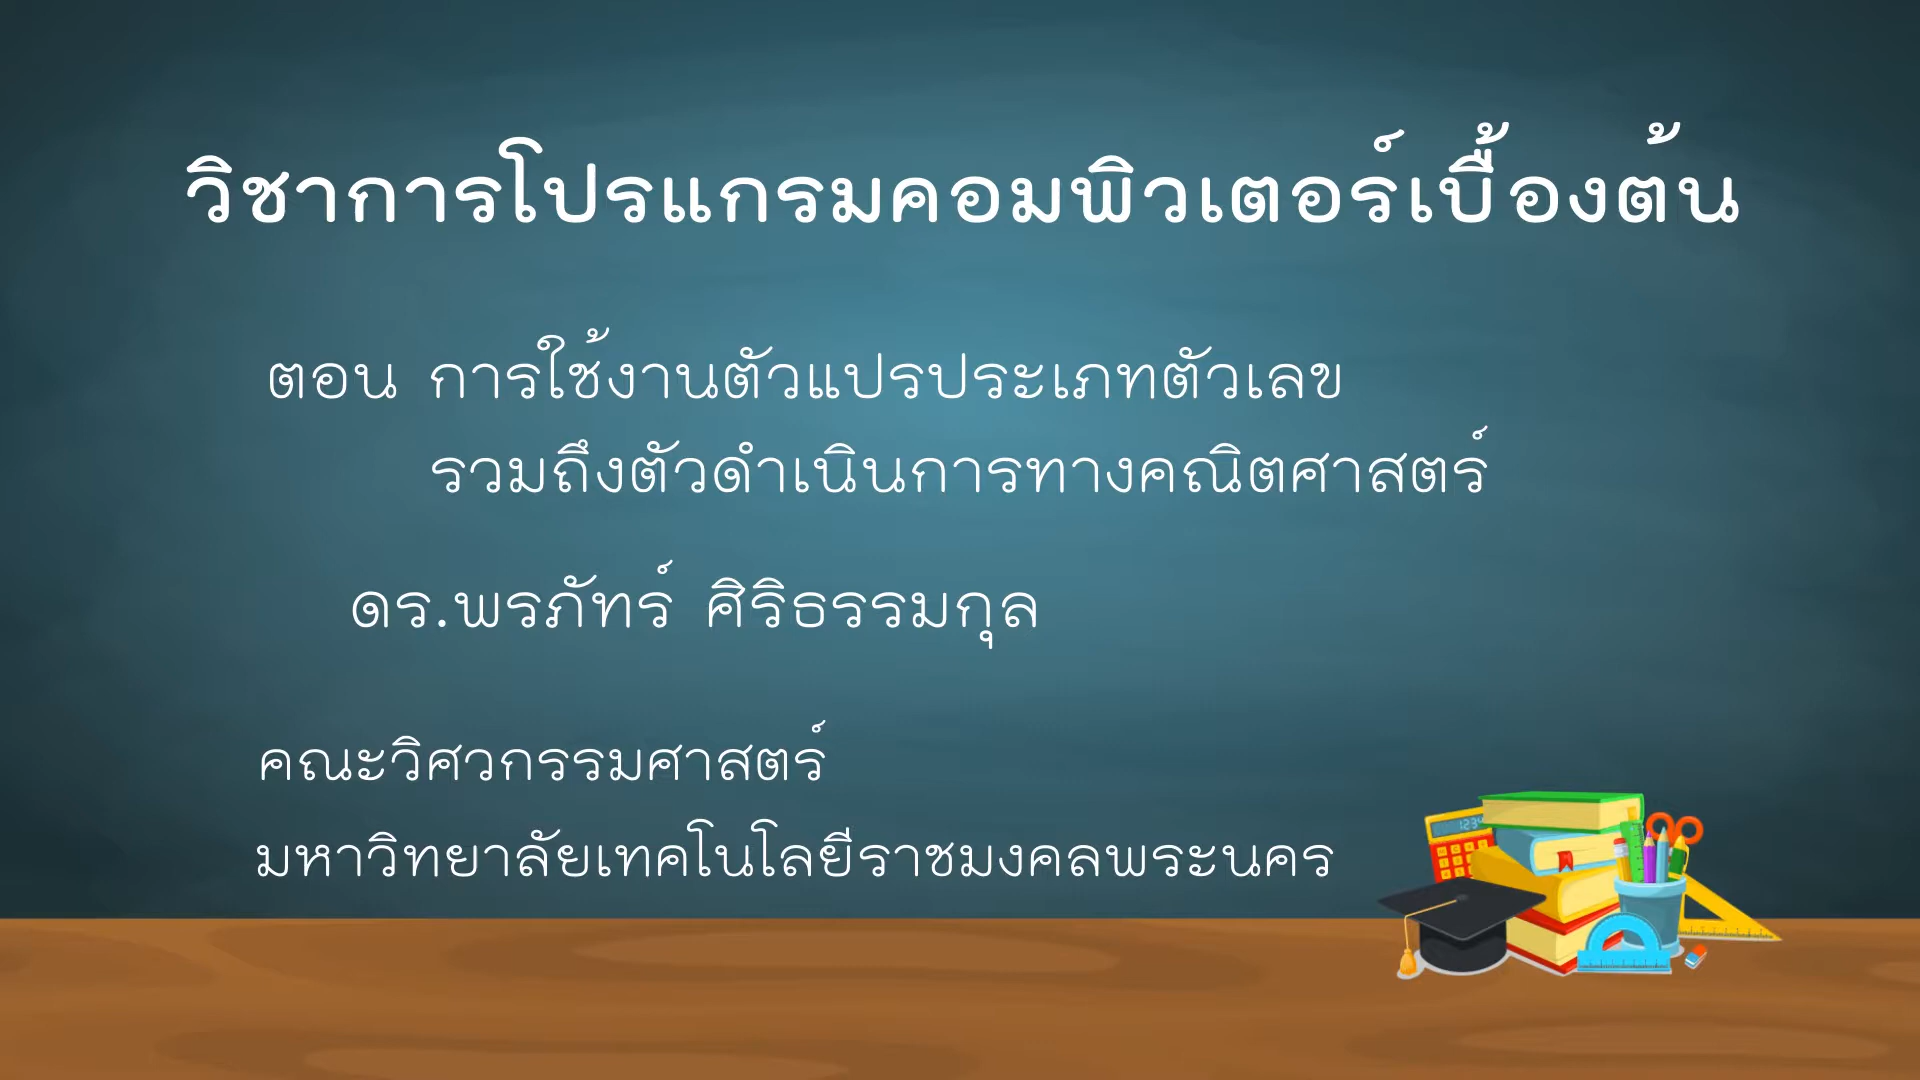 วิชาการโปรแกรมคอมพิวเตอร์เบื้องต้น
ตอน การใช้งานตัวแปรประเภทตัวเลข
รวมถึงตัวดำเนินการทางคณิตศาสตร์
ดร.พรภัทร์ ศิริธรรมกุล
คณะวิศวกรรมศาสตร์
มหาวิทยาลัยเทคโนโลยีราชมงคลพระนคร
1234